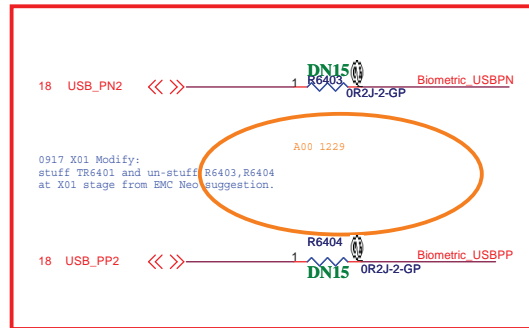 DN15
R6403
18 USB_PN2 1 Biometric_USBPN
0R2J-2-GP
A00 1229
0917 X01 Modify:
stuff TR6401 and un-stuff R6403,R6404
at X01 stage from EMC Neo suggestion.
R6404
18 USB_PP2 1 Biometric_USBPP
DN15 0R2J-2-GP